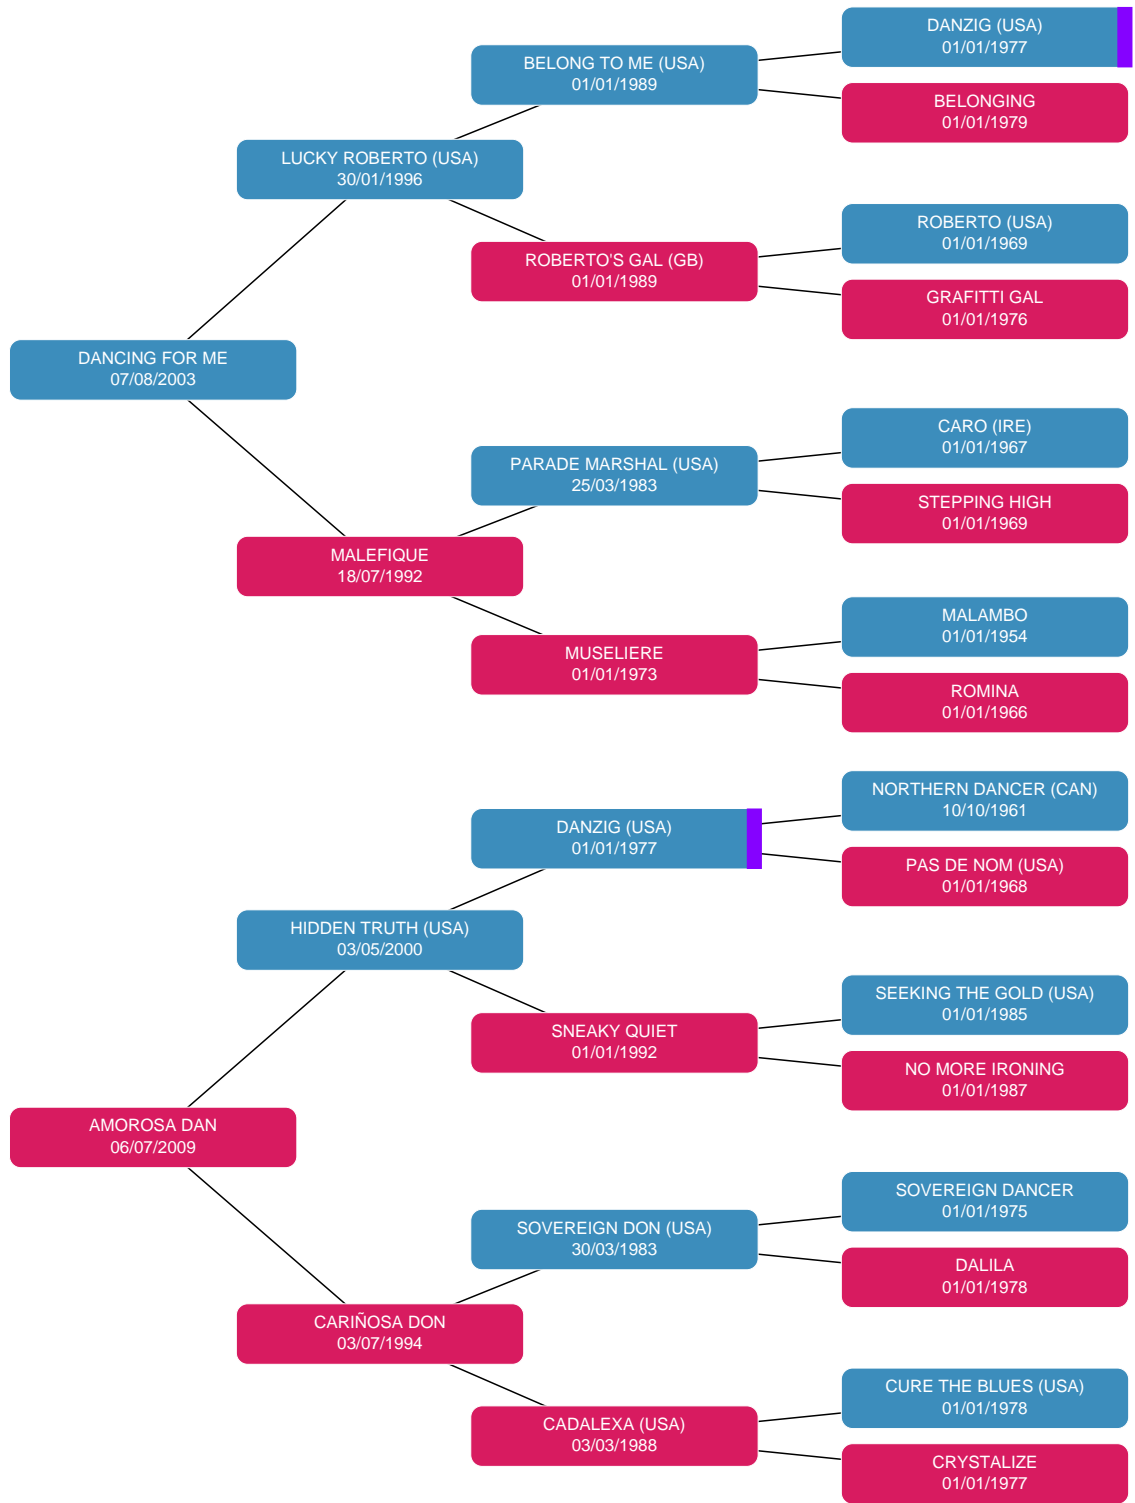 DANZIG (USA)
01/01/1977
BELONG TO ME (USA)
01/01/1989
BELONGING
01/01/1979
LUCKY ROBERTO (USA)
30/01/1996
ROBERTO (USA)
01/01/1969
ROBERTO'S GAL (GB)
01/01/1989
GRAFITTI GAL
01/01/1976
DANCING FOR ME
07/08/2003
CARO (IRE)
01/01/1967
PARADE MARSHAL (USA)
25/03/1983
STEPPING HIGH
01/01/1969
MALEFIQUE
18/07/1992
MALAMBO
01/01/1954
MUSELIERE
01/01/1973
ROMINA
01/01/1966
NORTHERN DANCER (CAN)
10/10/1961
DANZIG (USA)
01/01/1977
PAS DE NOM (USA)
01/01/1968
HIDDEN TRUTH (USA)
03/05/2000
SEEKING THE GOLD (USA)
01/01/1985
SNEAKY QUIET
01/01/1992
NO MORE IRONING
01/01/1987
AMOROSA DAN
06/07/2009
SOVEREIGN DANCER
01/01/1975
SOVEREIGN DON (USA)
30/03/1983
DALILA
01/01/1978
CARIÑOSA DON
03/07/1994
CURE THE BLUES (USA)
01/01/1978
CADALEXA (USA)
03/03/1988
CRYSTALIZE
01/01/1977